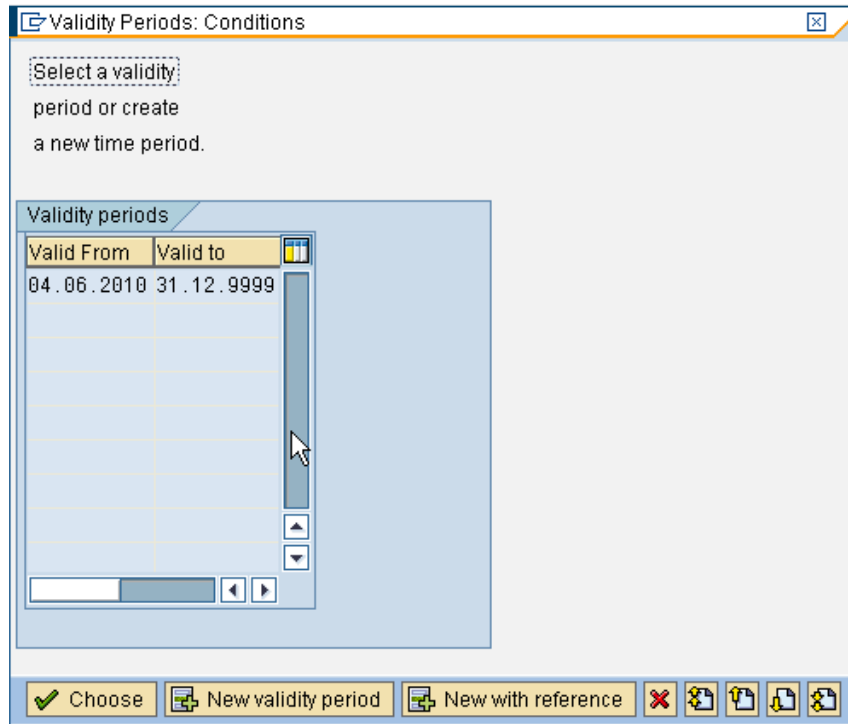 Validity Periods: Conditions
Select a validity
period or create
a new time period.
Validity periods
Valid From Valid to
04.06.2010 31.12.9999
Choose New validity period New with reference